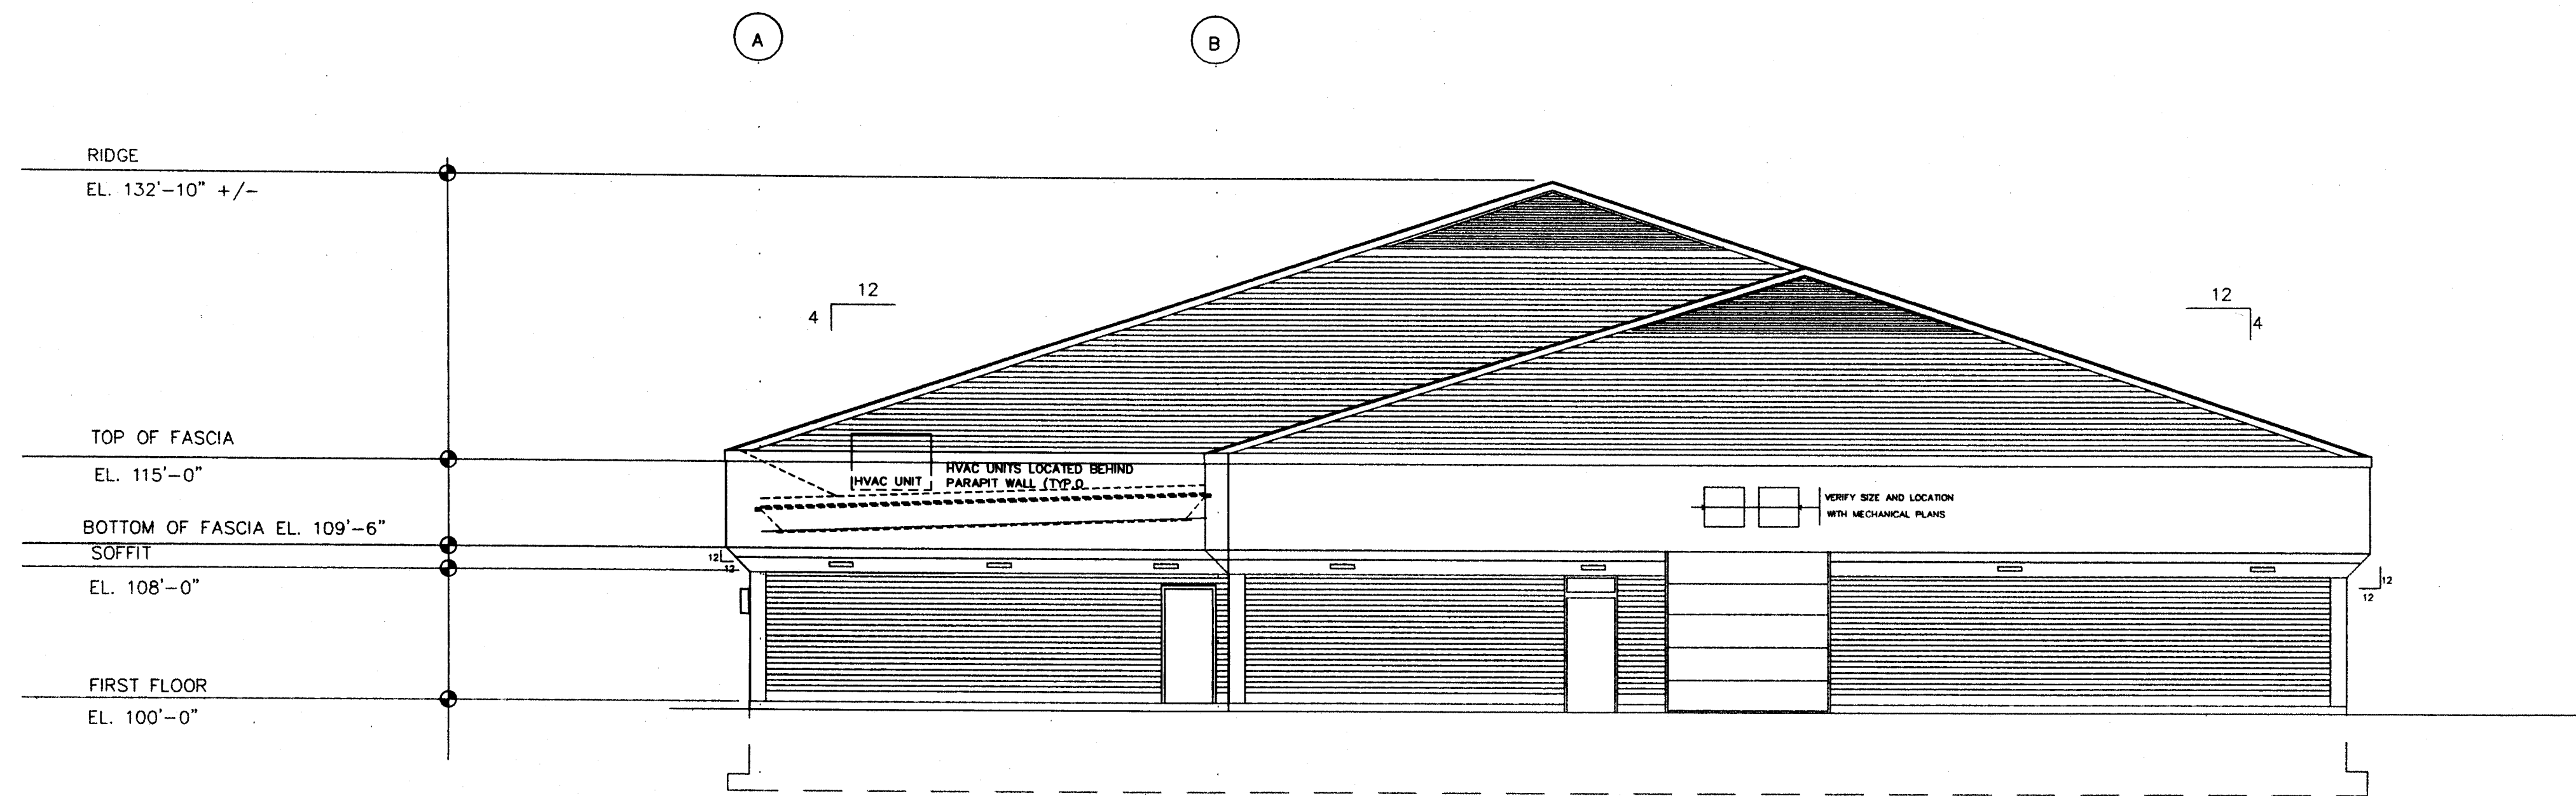 A
B
RIDGE
EL. 132'-10" +/-
12
4
12
4
TOP OF FASCIA
EL. 115'-0"
HVAC UNIT
HVAC UNITS LOCATED BEHIND
PARAPIT WALL (TYP.)
VERIFY SIZE AND LOCATION
WITH MECHANICAL PLANS
BOTTOM OF FASCIA EL. 109'-6"
SOFFIT
12
12
EL. 108'-0"
12
12
FIRST FLOOR
EL. 100'-0"